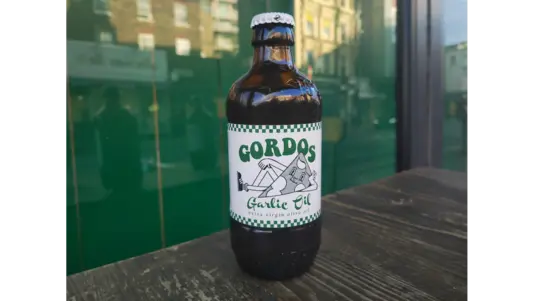 GORDOS
Garlic Oil
extra virgin olive oil